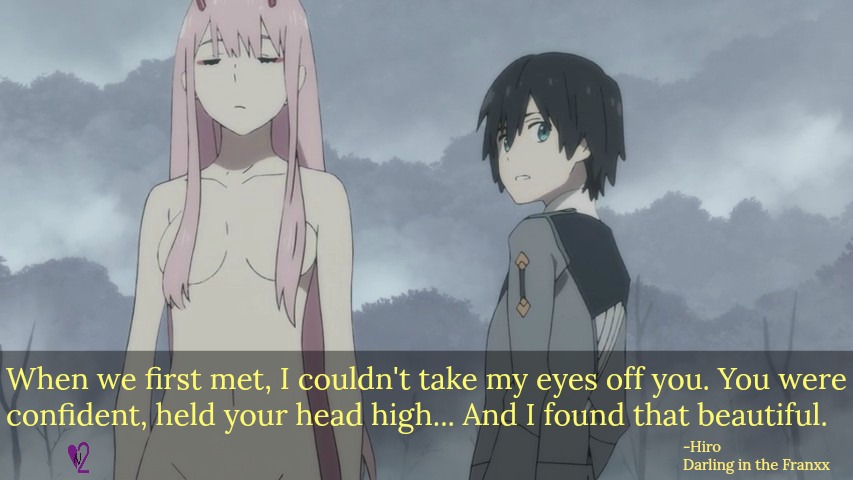 When we first met, I couldn't take my eyes off you. You were
confident, held your head high... And I found that beautiful.
-Hiro
Darling in the Franxx